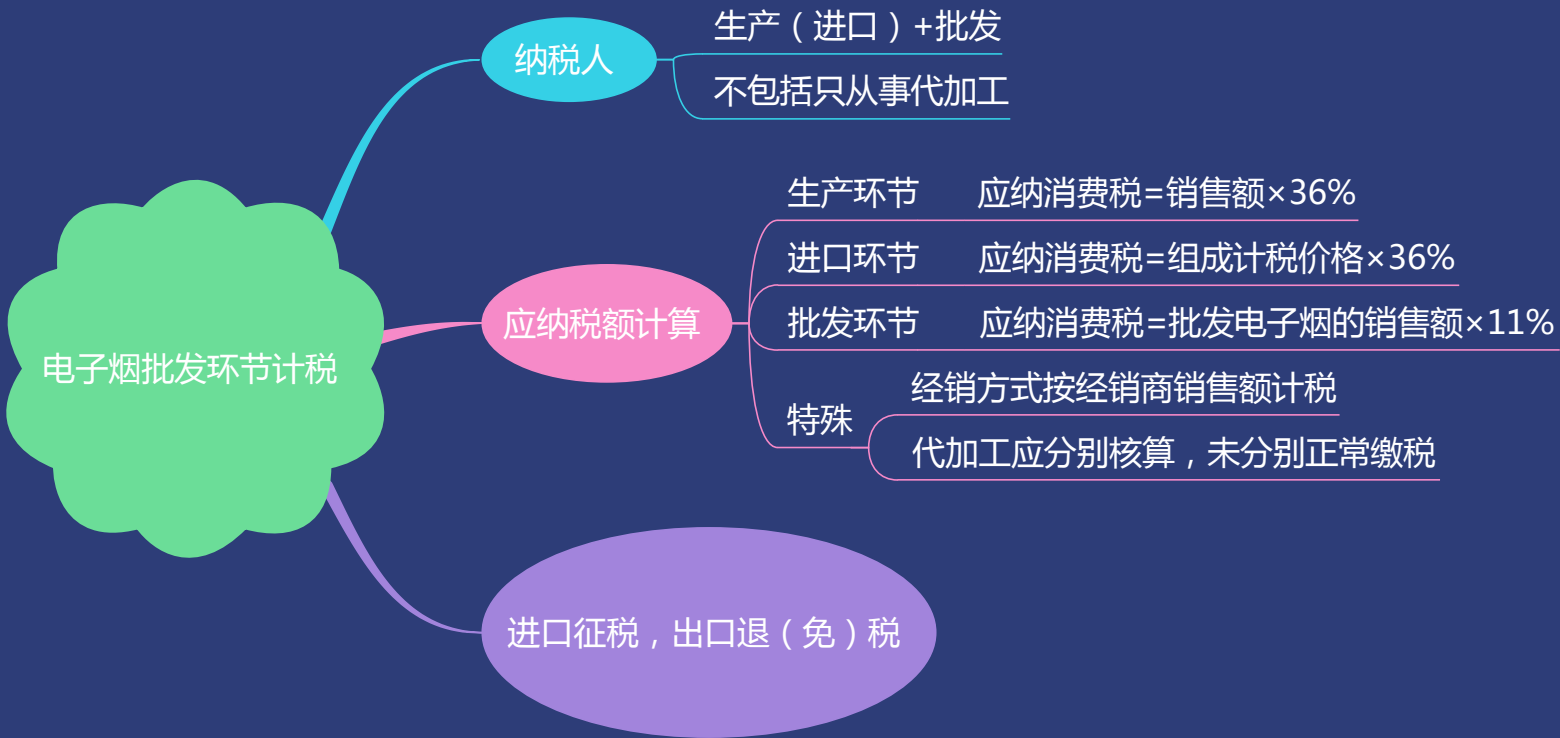 电子烟批发环节计税
纳税人
生产（进口）+批发
不包括只从事代加工
应纳税额计算
生产环节 应纳消费税=销售额×36%
进口环节 应纳消费税=组成计税价格×36%
批发环节 应纳消费税=批发电子烟的销售额×11%
特殊
经销方式按经销商销售额计税
代加工应分别核算，未分别正常缴税
进口征税，出口退（免）税